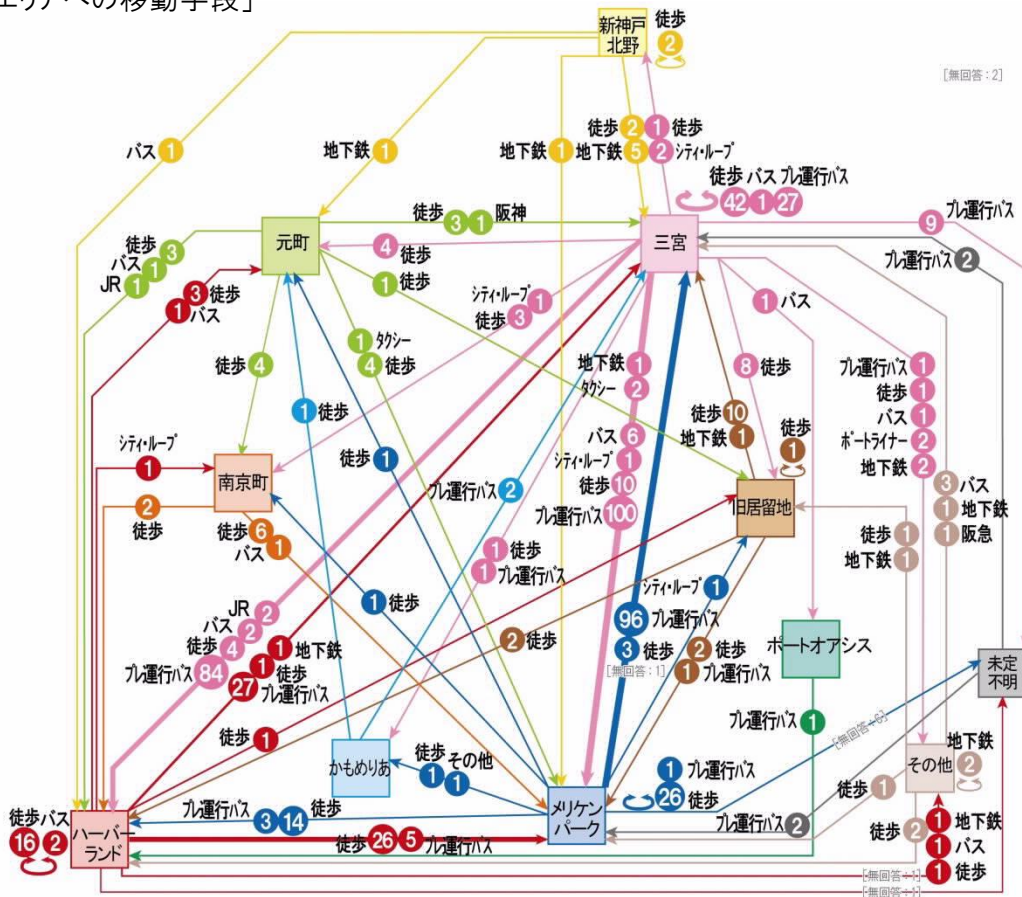 エリアへの移動手段」
新神戸
北野
徒歩
2
[無回答:2]
バス 1
地下鉄 1
地下鉄 1
徒歩 2
地下鉄 5
1 徒歩
2 シティ・ループ
徒歩 バス プレ運行バス
42 1 27
9 プレ運行バス
元町
徒歩 3 1 阪神
三宮
4 徒歩
プレ運行バス 2
徒歩 3
バス 1
JR 1
1 徒歩
3 徒歩
1 バス
シティ・ループ 1
徒歩 3
1 バス
1 タクシー
4 徒歩
徒歩 4
地下鉄 1
タクシー 2
8 徒歩
プレ運行バス 1
徒歩 1
バス 1
ポートライナー 2
地下鉄 2
1 徒歩
徒歩 10
地下鉄 1
徒歩
1
バス 6
シティ・ループ 1
徒歩 10
プレ運行バス 100
シティ・ループ
1
徒歩 1
南京町
プレ運行バス 2
旧居留地
3 バス
1 地下鉄
1 阪急
2
徒歩
徒歩 6
バス 1
徒歩 1
地下鉄 1
1 徒歩
1 プレ運行バス
シティ・ループ 1
1 徒歩
96 プレ運行バス
3 徒歩
[無回答:1]
2 徒歩
1 プレ運行バス
JR 2
バス 2
徒歩 4
プレ運行バス 84
1 地下鉄
1 徒歩
27 プレ運行バス
2 徒歩
ポートオアシス
未定
不明
徒歩 1
プレ運行バス 1
[無回答:6]
かもめりあ
徒歩 その他
1 1
1 プレ運行バス
26 徒歩
その他
地下鉄
2
徒歩 1
プレ運行バス
3 14 徒歩
メリケン
パーク
プレ運行バス 2
徒歩 バス
16 2
ハーバー
ランド
徒歩 26 5 プレ運行バス
徒歩 2
1 地下鉄
1 バス
1 徒歩
[無回答:1]
[無回答:1]